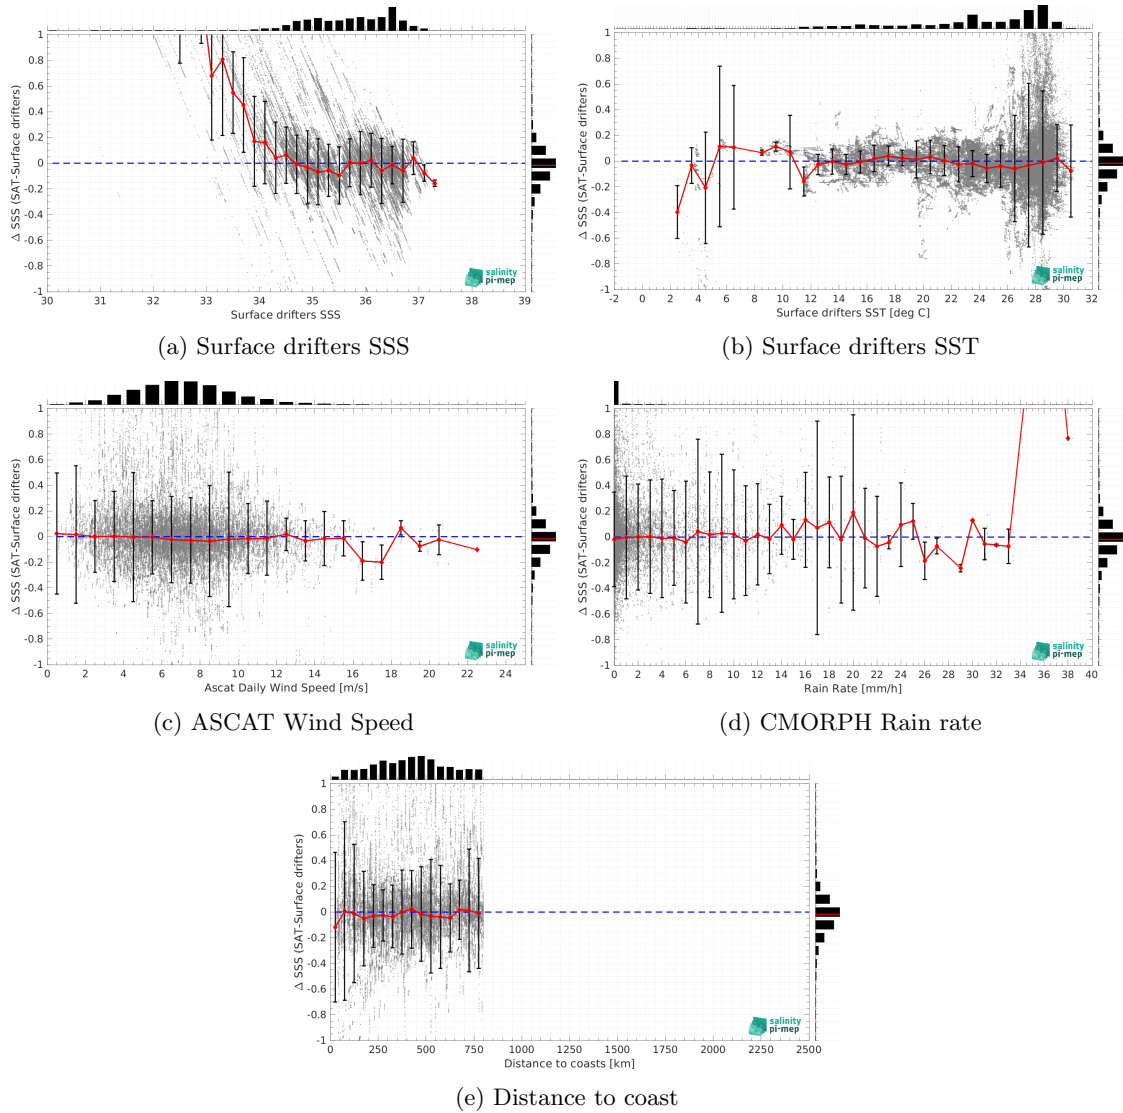 Δ SSS (SAT-Surface drifters)
1
0.8
0.6
0.4
0.2
0
-0.2
-0.4
-0.6
-0.8
-1
30 31 32 33 34 35 36 37 38 39
Surface drifters SSS
salinity
pi-mep
(a) Surface drifters SSS
Δ SSS (SAT-Surface drifters)
1
0.8
0.6
0.4
0.2
0
-0.2
-0.4
-0.6
-0.8
-1
-2 0 2 4 6 8 10 12 14 16 18 20 22 24 26 28 30 32
Surface drifters SST [deg C]
salinity
pi-mep
(b) Surface drifters SST
Δ SSS (SAT-Surface drifters)
1
0.8
0.6
0.4
0.2
0
-0.2
-0.4
-0.6
-0.8
-1
0 2 4 6 8 10 12 14 16 18 20 22 24
Ascat Daily Wind Speed [m/s]
salinity
pi-mep
(c) ASCAT Wind Speed
Δ SSS (SAT-Surface drifters)
1
0.8
0.6
0.4
0.2
0
-0.2
-0.4
-0.6
-0.8
-1
0 2 4 6 8 10 12 14 16 18 20 22 24 26 28 30 32 34 36 38 40
Rain Rate [mm/h]
salinity
pi-mep
(d) CMORPH Rain rate
Δ SSS (SAT-Surface drifters)
1
0.8
0.6
0.4
0.2
0
-0.2
-0.4
-0.6
-0.8
-1
0 250 500 750 1000 1250 1500 1750 2000 2250 2500
Distance to coasts [km]
salinity
pi-mep
(e) Distance to coast